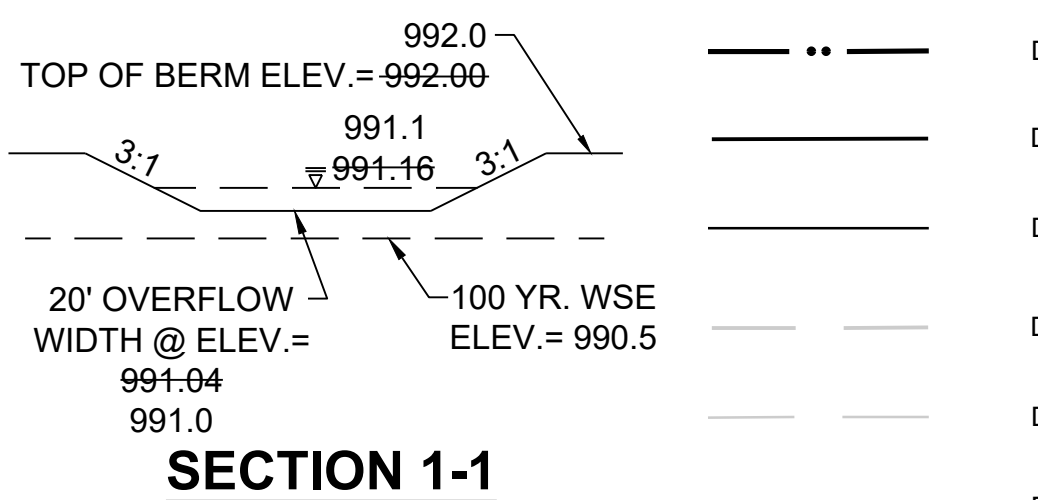 992.0
TOP OF BERM ELEV.= 992.00
991.1
991.16
3:1
3:1
20' OVERFLOW
WIDTH @ ELEV.=
991.04
991.0
100 YR. WSE
ELEV.= 990.5
SECTION 1-1